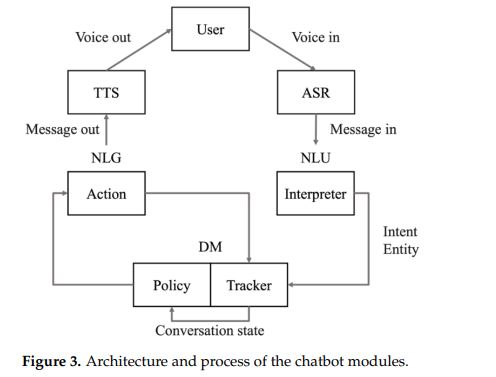 User
Voice out
Voice in
TTS
ASR
Message out
Message in
NLG
NLU
Action
Interpreter
Intent
Entity
DM
Policy
Tracker
Conversation state
Figure 3. Architecture and process of the chatbot modules.